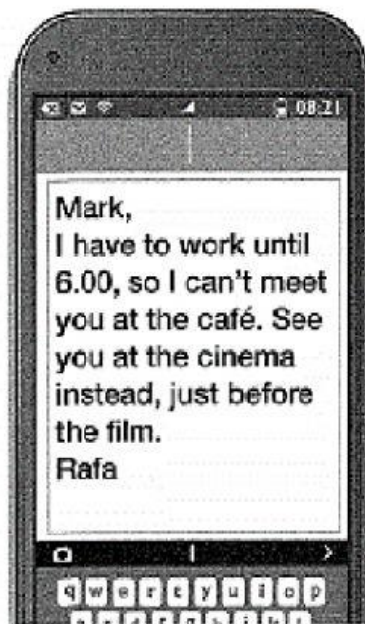 08:21
Mark,
I have to work until
6.00, so I can't meet
you at the café. See
you at the cinema
instead, just before
the film.
Rafa
q w e r t y u i o p